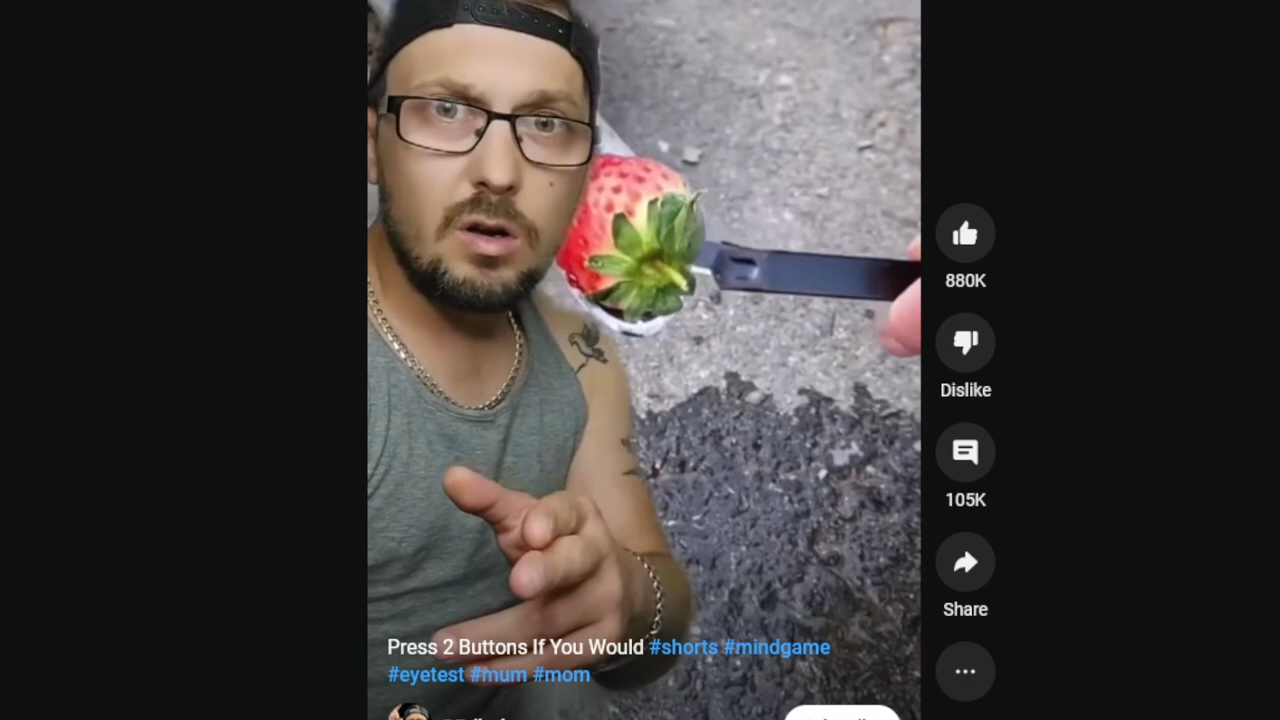 880K
Dislike
105K
Share
Press 2 Buttons If You Would #shorts #mindgame
#eyetest #mum #mom